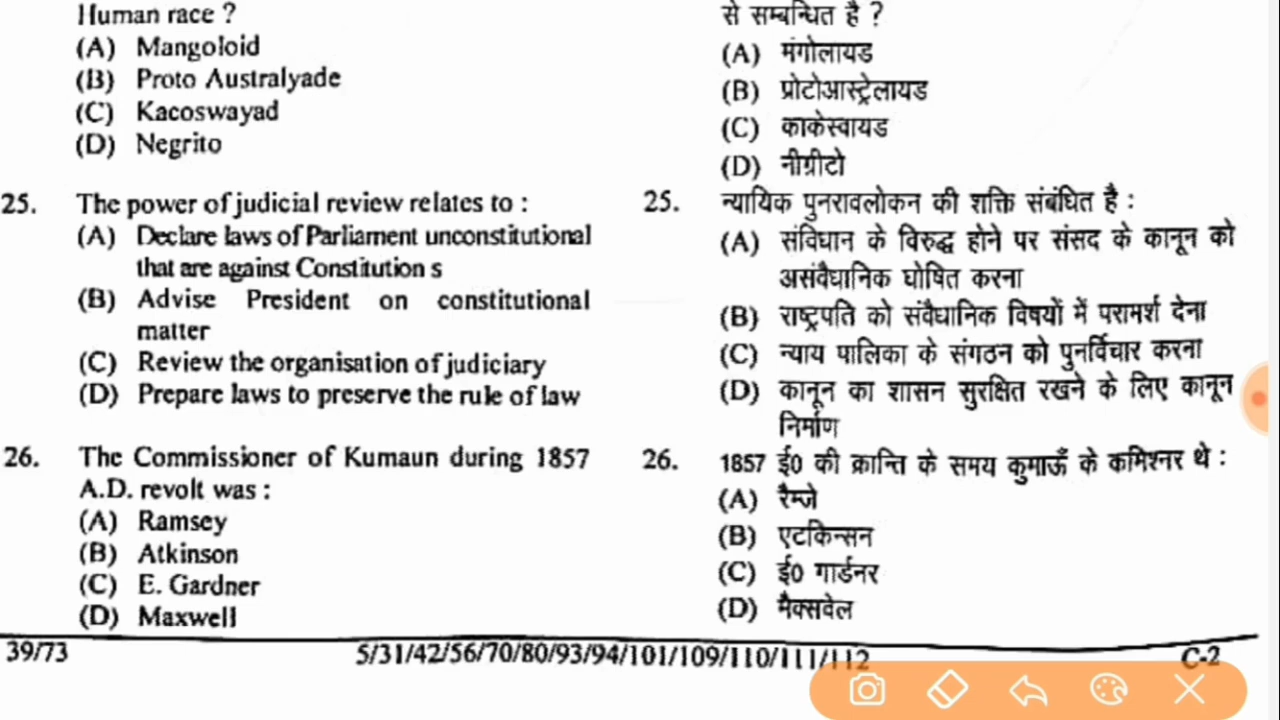 Human race ?
(A) Mangoloid
(B) Proto Australyade
(C) Kacoswayad
(D) Negrito
25. The power of judicial review relates to :
(A) Declare laws of Parliament unconstitutional
that are against Constitution s
(B) Advise President on constitutional
matter
(C) Review the organisation of judiciary
(D) Prepare laws to preserve the rule of law
26. The Commissioner of Kumaun during 1857
A.D. revolt was :
(A) Ramsey
(B) Atkinson
(C) E. Gardner
(D) Maxwell
से सम्बन्धित है ?
(A) मंगोलायड
(B) प्रोटोआस्ट्रेलायड
(C) काकेस्वायड
(D) नीग्रीटो
25. न्यायिक पुनरावलोकन की शक्ति संबंधित है :
(A) संविधान के विरुद्ध होने पर संसद के कानून को
असंवैधानिक घोषित करना
(B) राष्ट्रपति को संवैधानिक विषयों में परामर्श देना
(C) न्याय पालिका के संगठन को पुनर्विचार करना
(D) कानून का शासन सुरक्षित रखने के लिए कानून
निर्माण
26. 1857 ई0 की क्रान्ति के समय कुमाऊँ के कमिश्नर थे :
(A) रैम्जे
(B) एटकिन्सन
(C) ई0 गार्डनर
(D) मैक्सवेल
39/73 5/31/42/56/70/80/93/94/101/109/110/111/112 C-2